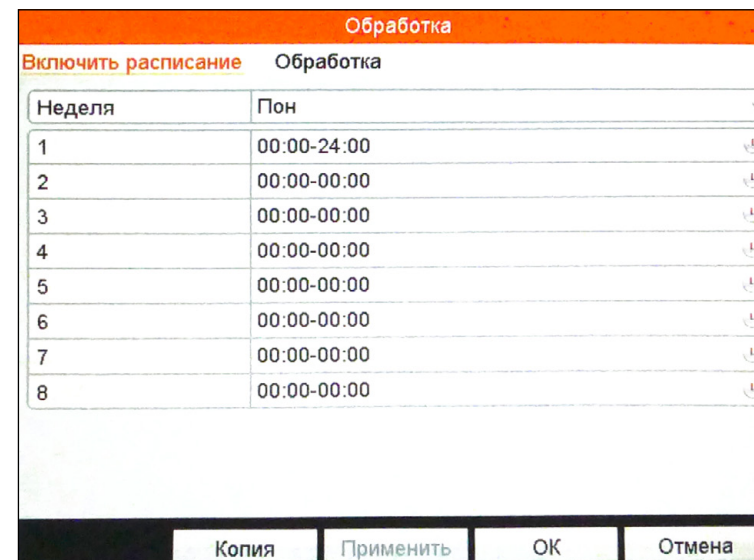 Обработка
Включить расписание Обработка
Неделя Пон
1 00:00-24:00
2 00:00-00:00
3 00:00-00:00
4 00:00-00:00
5 00:00-00:00
6 00:00-00:00
7 00:00-00:00
8 00:00-00:00
Копия Применить ОК Отмена